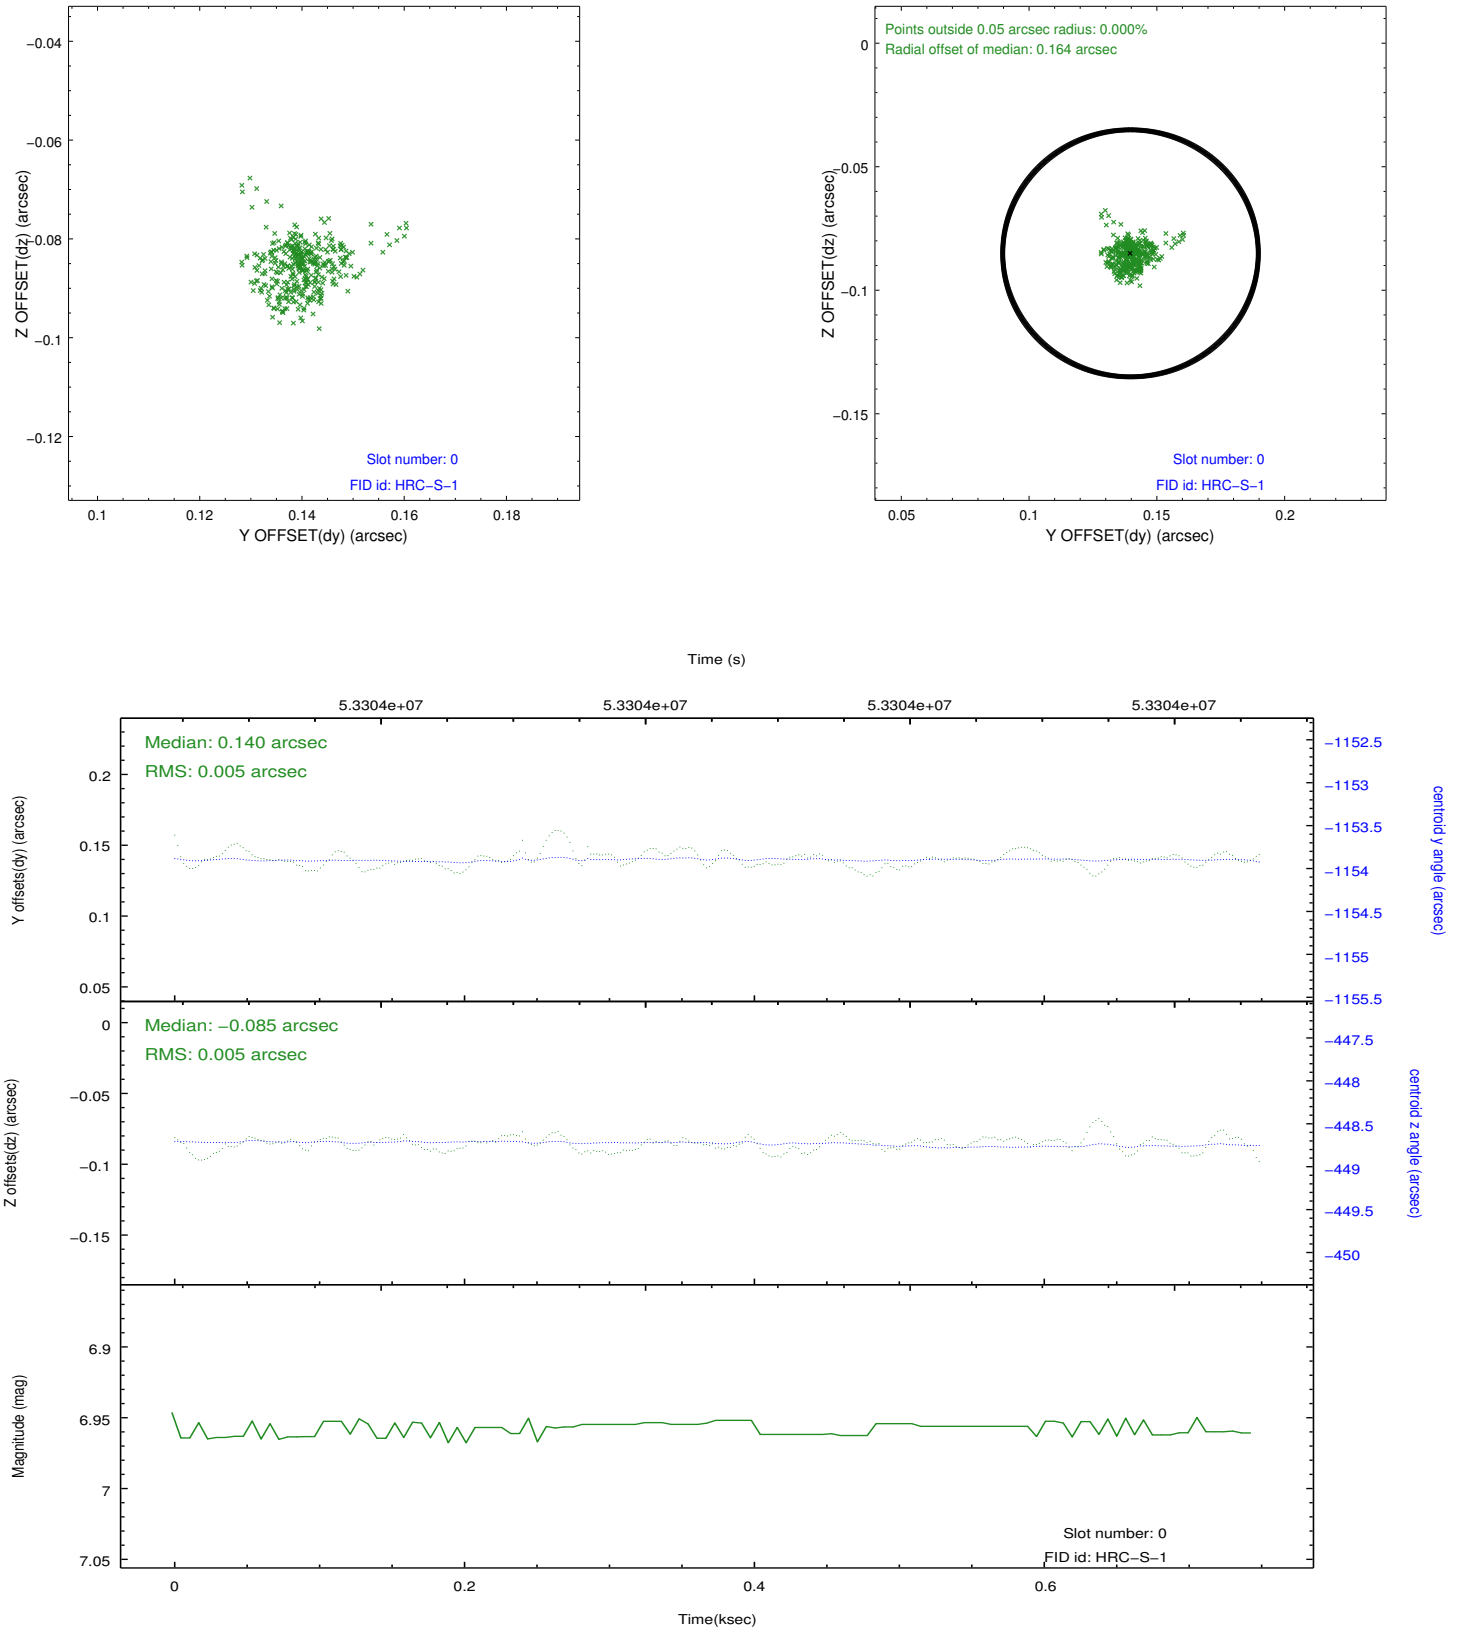 −0.04
−0.06
−0.08
−0.1
−0.12
Z OFFSET(dz) (arcsec)
Slot number: 0
FID id: HRC−S−1
0.1
0.12
0.14
0.16
0.18
Y OFFSET(dy) (arcsec)
Points outside 0.05 arcsec radius: 0.000%
Radial offset of median: 0.164 arcsec
0
−0.05
−0.1
−0.15
Z OFFSET(dz) (arcsec)
Slot number: 0
FID id: HRC−S−1
0.05
0.1
0.15
0.2
Y OFFSET(dy) (arcsec)
Time (s)
5.3304e+07
5.3304e+07
5.3304e+07
5.3304e+07
Median: 0.140 arcsec
RMS: 0.005 arcsec
0.2
0.15
0.1
0.05
Y offsets(dy) (arcsec)
−1152.5
−1153
−1153.5
−1154
−1154.5
−1155
−1155.5
centroid y angle (arcsec)
Median: −0.085 arcsec
RMS: 0.005 arcsec
0
−0.05
−0.1
−0.15
Z offsets(dz) (arcsec)
−447.5
−448
−448.5
−449
−449.5
−450
centroid z angle (arcsec)
6.9
6.95
7
7.05
Magnitude (mag)
Slot number: 0
FID id: HRC−S−1
0
0.2
0.4
0.6
Time(ksec)